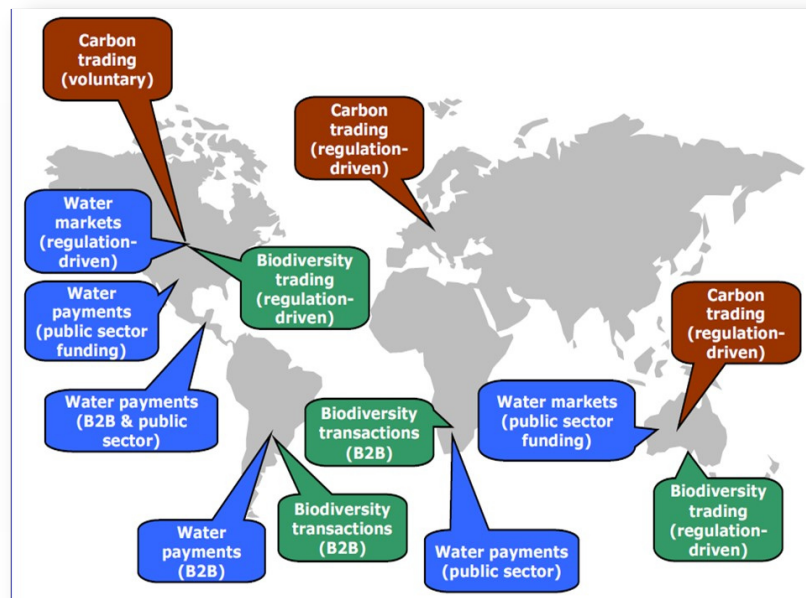 Carbon
trading
(voluntary)
Carbon
trading
(regulation-
driven)
Water
markets
(regulation-
driven)
Biodiversity
trading
(regulation-
driven)
Water
payments
(public sector
funding)
Carbon
trading
(regulation-
driven)
Water payments
(B2B & public
sector)
Biodiversity
transactions
(B2B)
Water markets
(public sector
funding)
Water
payments
(B2B)
Biodiversity
transactions
(B2B)
Water payments
(public sector)
Biodiversity
trading
(regulation-
driven)